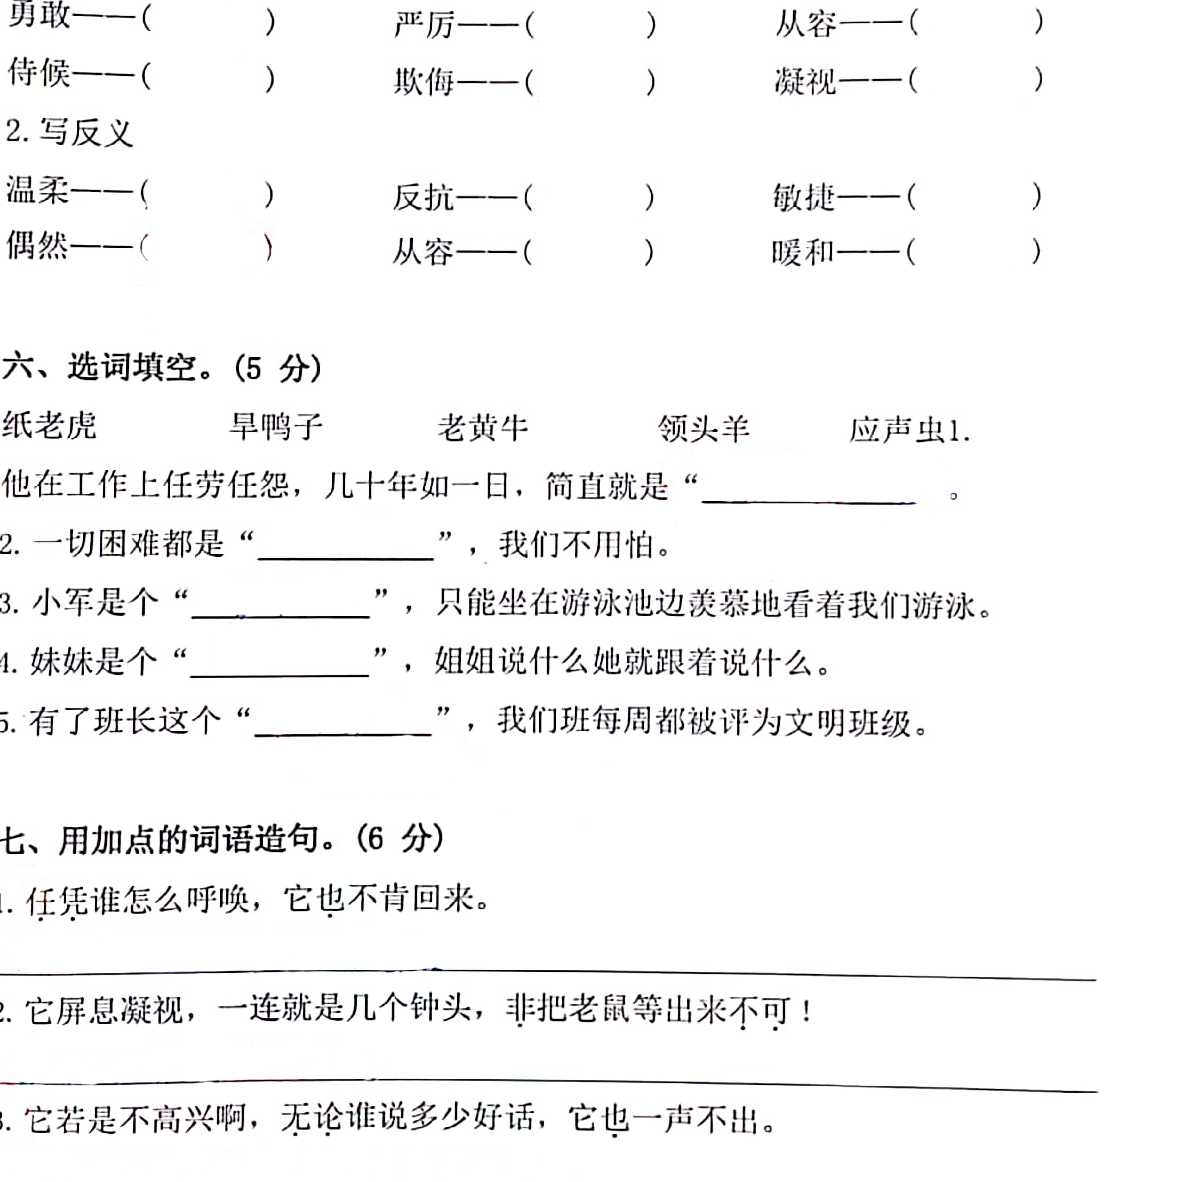 勇敢——(　　　) 严厉——(　　　) 从容——(　　　)
侍候——(　　　) 欺侮——(　　　) 凝视——(　　　)
2. 写反义
温柔——(　　　) 反抗——(　　　) 敏捷——(　　　)
偶然——(　　　) 从容——(　　　) 暖和——(　　　)
六、选词填空。(5 分)
纸老虎 旱鸭子 老黄牛 领头羊 应声虫1.
他在工作上任劳任怨，几十年如一日，简直就是“__________ 。
2. 一切困难都是“__________”，我们不用怕。
3. 小军是个“__________”，只能坐在游泳池边羡慕地看着我们游泳。
4. 妹妹是个“__________”，姐姐说什么她就跟着说什么。
5. 有了班长这个“__________”，我们班每周都被评为文明班级。
七、用加点的词语造句。(6 分)
1. 任凭谁怎么呼唤，它也不肯回来。
2. 它屏息凝视，一连就是几个钟头，非把老鼠等出来不可！
3. 它若是不高兴啊，无论谁说多少好话，它也一声不出。